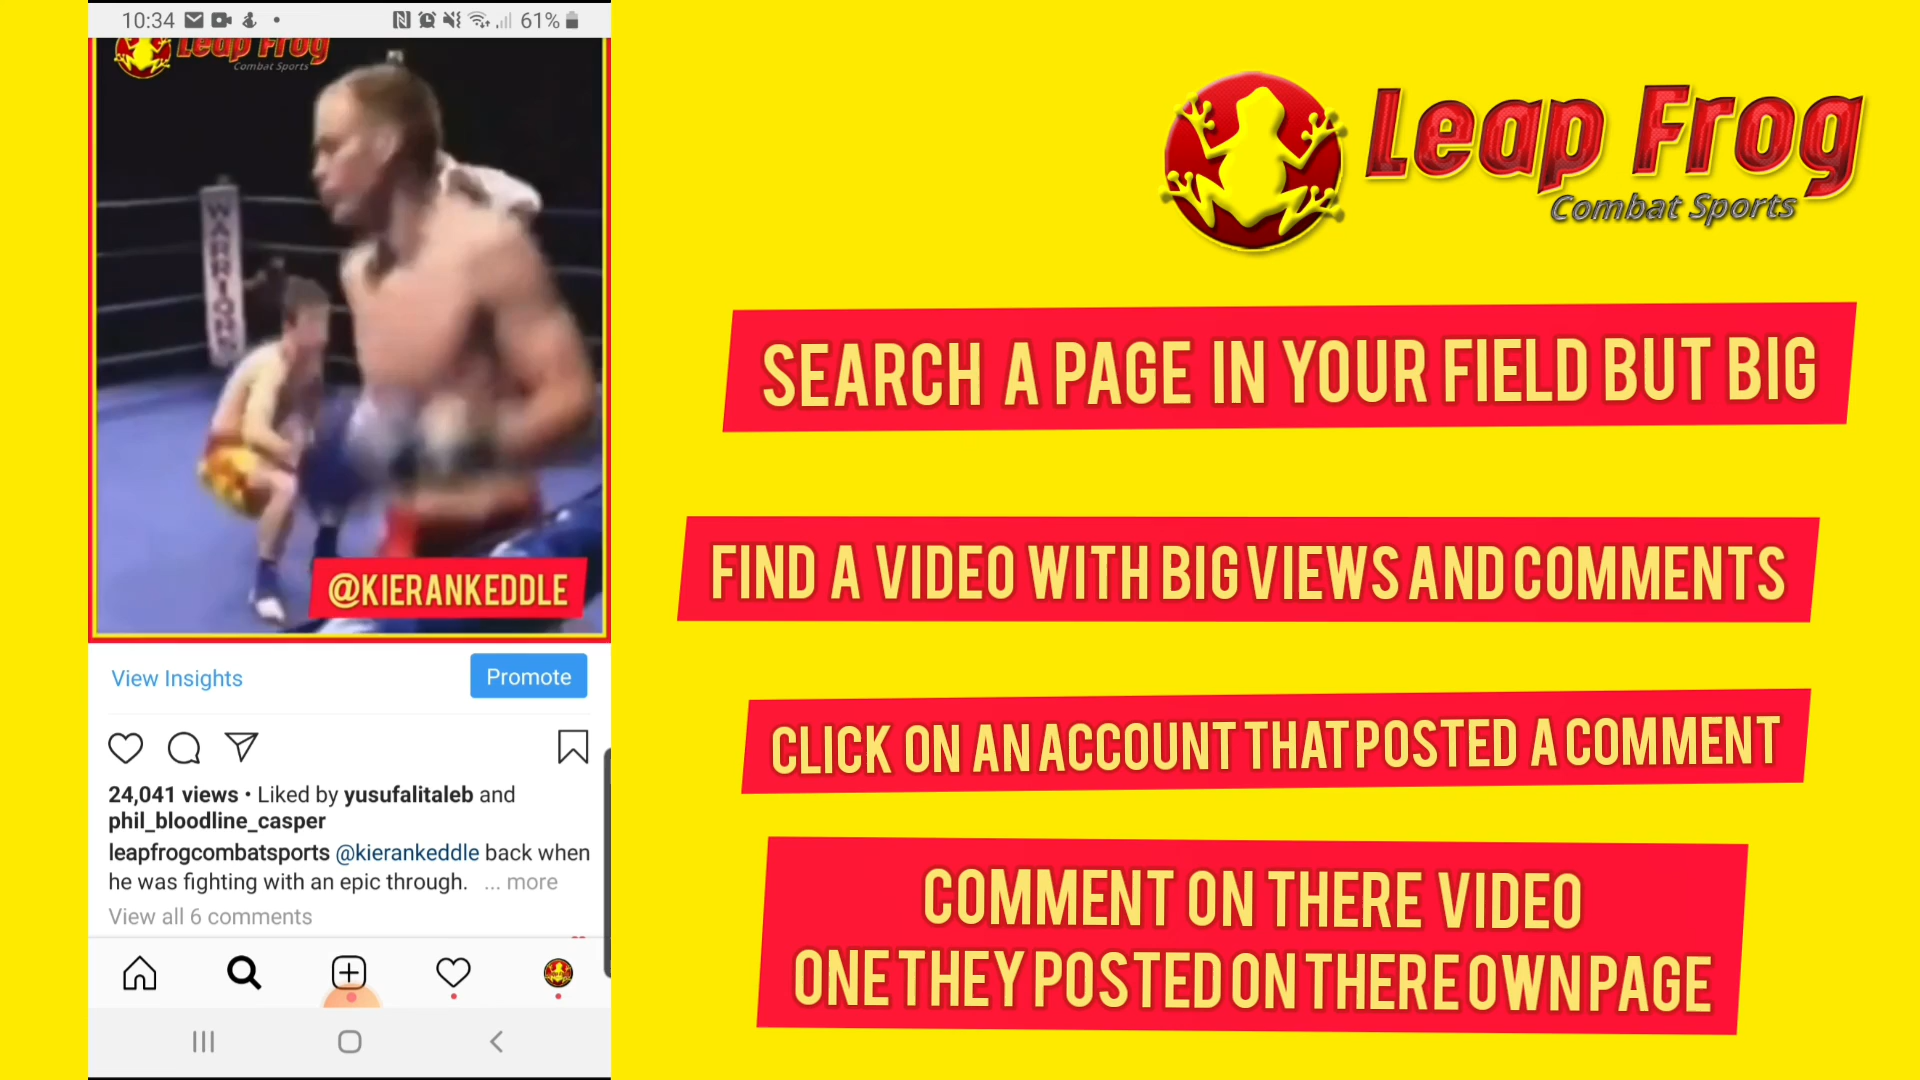 10:34
61%
Leap Frog
Combat Sports
WARRIORS
@KIERANKEDDLE
View Insights
Promote
24,041 views • Liked by yusufalitaleb and
phil_bloodline_casper
leapfrogcombatsports @kierankeddle back when
he was fighting with an epic through. ... more
View all 6 comments
Leap Frog
Combat Sports
SEARCH A PAGE IN YOUR FIELD BUT BIG
FIND A VIDEO WITH BIG VIEWS AND COMMENTS
CLICK ON AN ACCOUNT THAT POSTED A COMMENT
COMMENT ON THERE VIDEO
ONE THEY POSTED ON THERE OWN PAGE